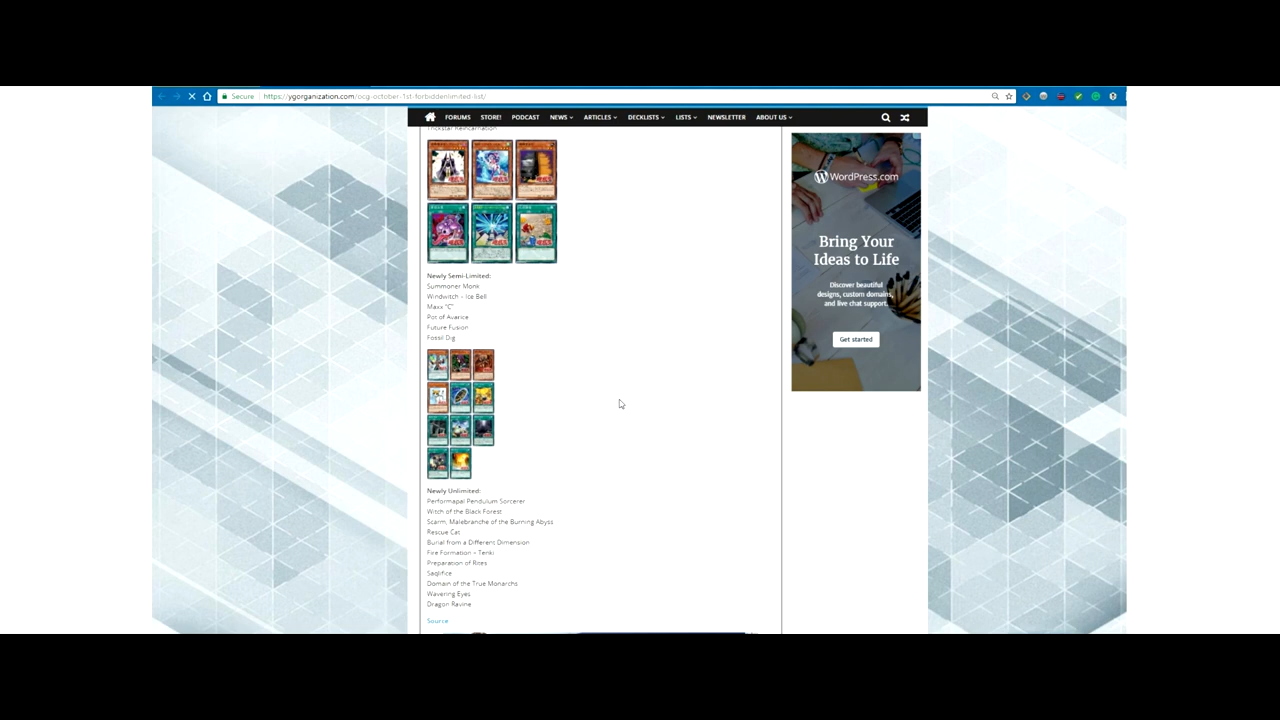 Secure
https://ygorganization.com/ocg-october-1st-forbiddenlimited-list/
FORUMS STORE! PODCAST NEWS ARTICLES DECKLISTS LISTS NEWSLETTER ABOUT US
Trickstar Reincarnation
Newly Semi-Limited:
Summoner Monk
Windwitch – Ice Bell
Maxx "C"
Pot of Avarice
Future Fusion
Fossil Dig
Newly Unlimited:
Performapal Pendulum Sorcerer
Witch of the Black Forest
Scarm, Malebranche of the Burning Abyss
Rescue Cat
Burial from a Different Dimension
Fire Formation – Tenki
Preparation of Rites
Saqlifice
Domain of the True Monarchs
Wavering Eyes
Dragon Ravine
Source
WordPress.com
Bring Your
Ideas to Life
Discover beautiful
designs, custom domains,
and live chat support.
Get started